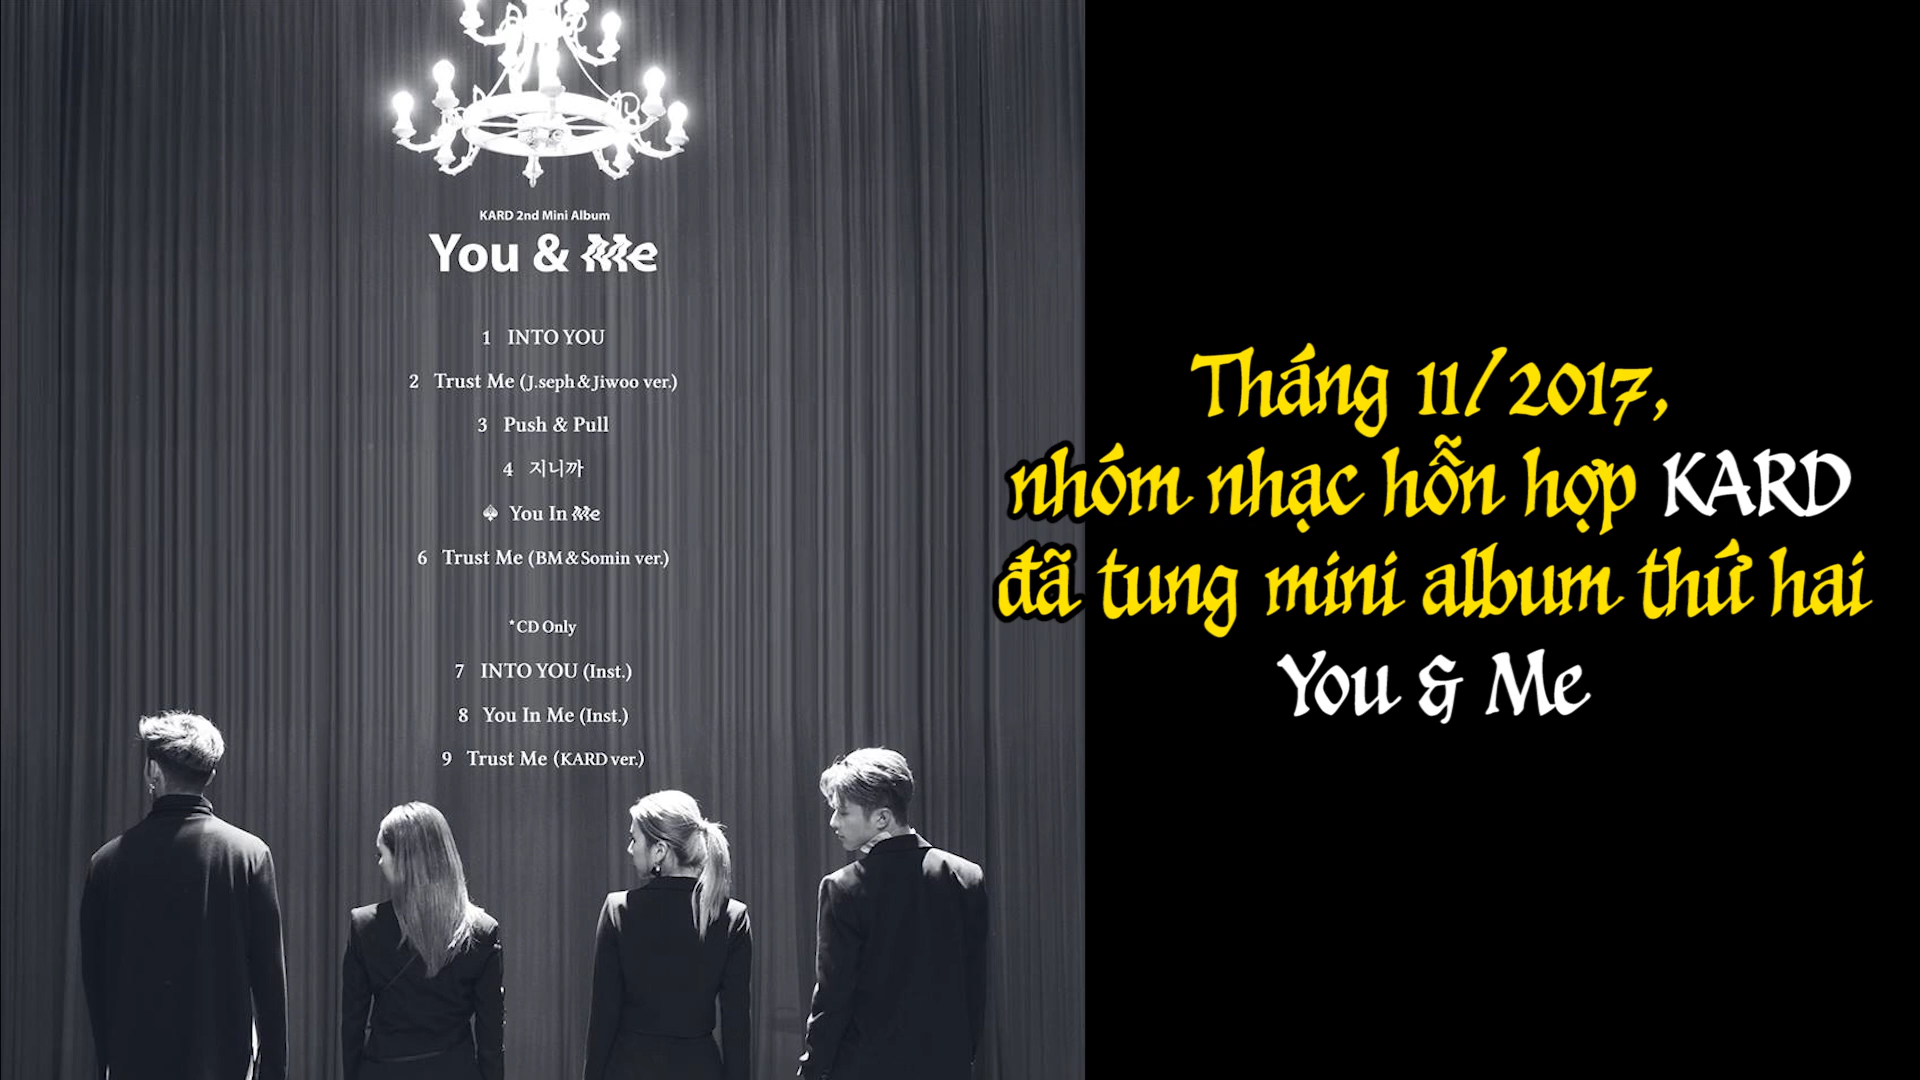 KARD 2nd Mini Album
You & Me
1 INTO YOU
2 Trust Me (J.seph & Jiwoo ver.)
3 Push & Pull
4 지니까
♠ You In Me
6 Trust Me (BM & Somin ver.)
*CD Only
7 INTO YOU (Inst.)
8 You In Me (Inst.)
9 Trust Me (KARD ver.)
Tháng 11/2017,
nhóm nhạc hỗn hợp KARD
đã tung mini album thứ hai
You & Me